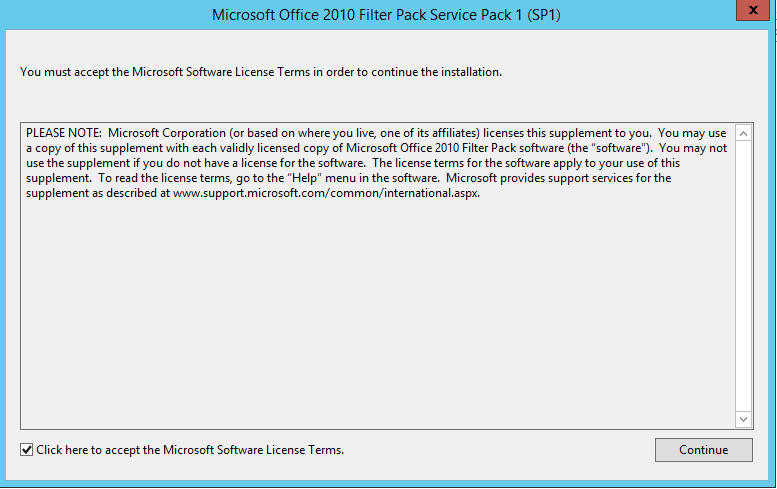 Microsoft Office 2010 Filter Pack Service Pack 1 (SP1)
x
You must accept the Microsoft Software License Terms in order to continue the installation.
PLEASE NOTE:  Microsoft Corporation (or based on where you live, one of its affiliates) licenses this supplement to you.  You may use
a copy of this supplement with each validly licensed copy of Microsoft Office 2010 Filter Pack software (the “software”).  You may not
use the supplement if you do not have a license for the software.  The license terms for the software apply to your use of this
supplement.  To read the license terms, go to the “Help” menu in the software.  Microsoft provides support services for the
supplement as described at www.support.microsoft.com/common/international.aspx.
Click here to accept the Microsoft Software License Terms.
Continue